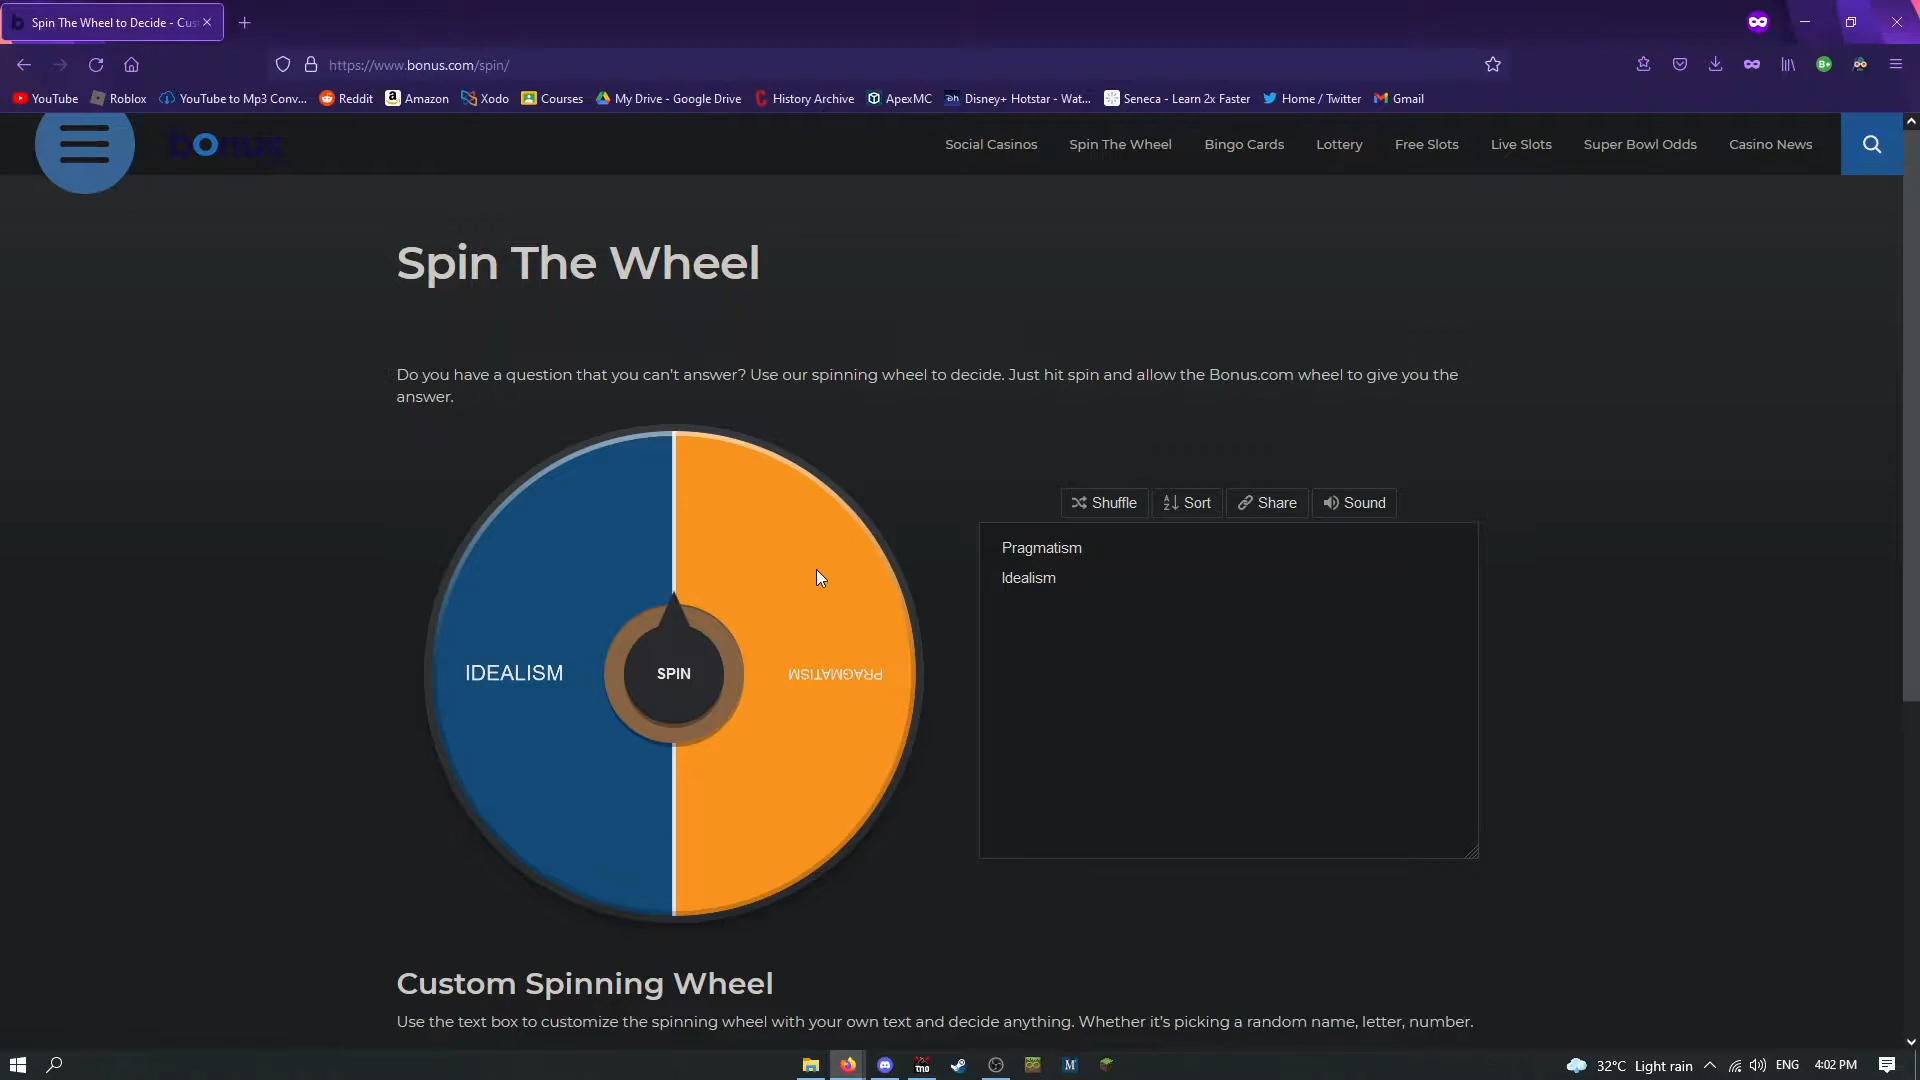 Spin The Wheel to Decide - Cus
https://www.bonus.com/spin/
YouTube Roblox YouTube to Mp3 Conv... Reddit Amazon Xodo Courses My Drive - Google Drive History Archive ApexMC Disney+ Hotstar - Wat... Seneca - Learn 2x Faster Home / Twitter Gmail
bonus Social Casinos Spin The Wheel Bingo Cards Lottery Free Slots Live Slots Super Bowl Odds Casino News
Spin The Wheel
Do you have a question that you can't answer? Use our spinning wheel to decide. Just hit spin and allow the Bonus.com wheel to give you the
answer.
Shuffle Sort Share Sound
Pragmatism
Idealism
IDEALISM SPIN PRAGMATISM
Custom Spinning Wheel
Use the text box to customize the spinning wheel with your own text and decide anything. Whether it's picking a random name, letter, number.
32°C Light rain ENG 4:02 PM